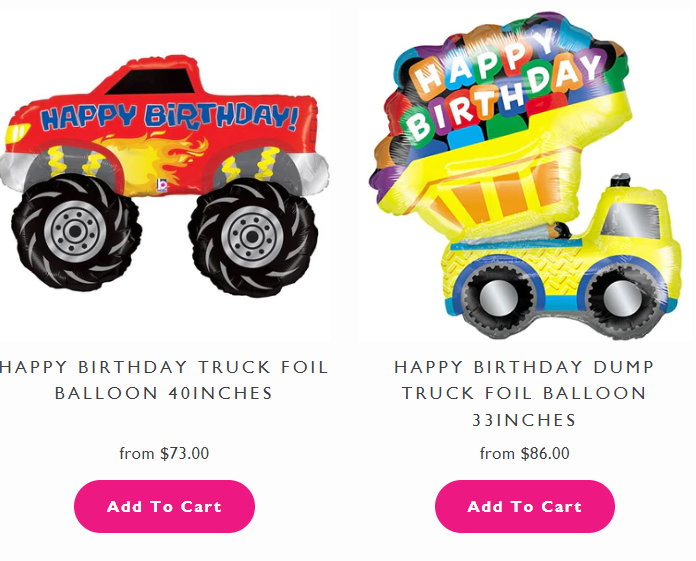 HAPPY BIRTHDAY!
HAPPY
BIRTHDAY
HAPPY BIRTHDAY TRUCK FOIL
BALLOON 40INCHES
from $73.00
Add To Cart
HAPPY BIRTHDAY DUMP
TRUCK FOIL BALLOON
33INCHES
from $86.00
Add To Cart